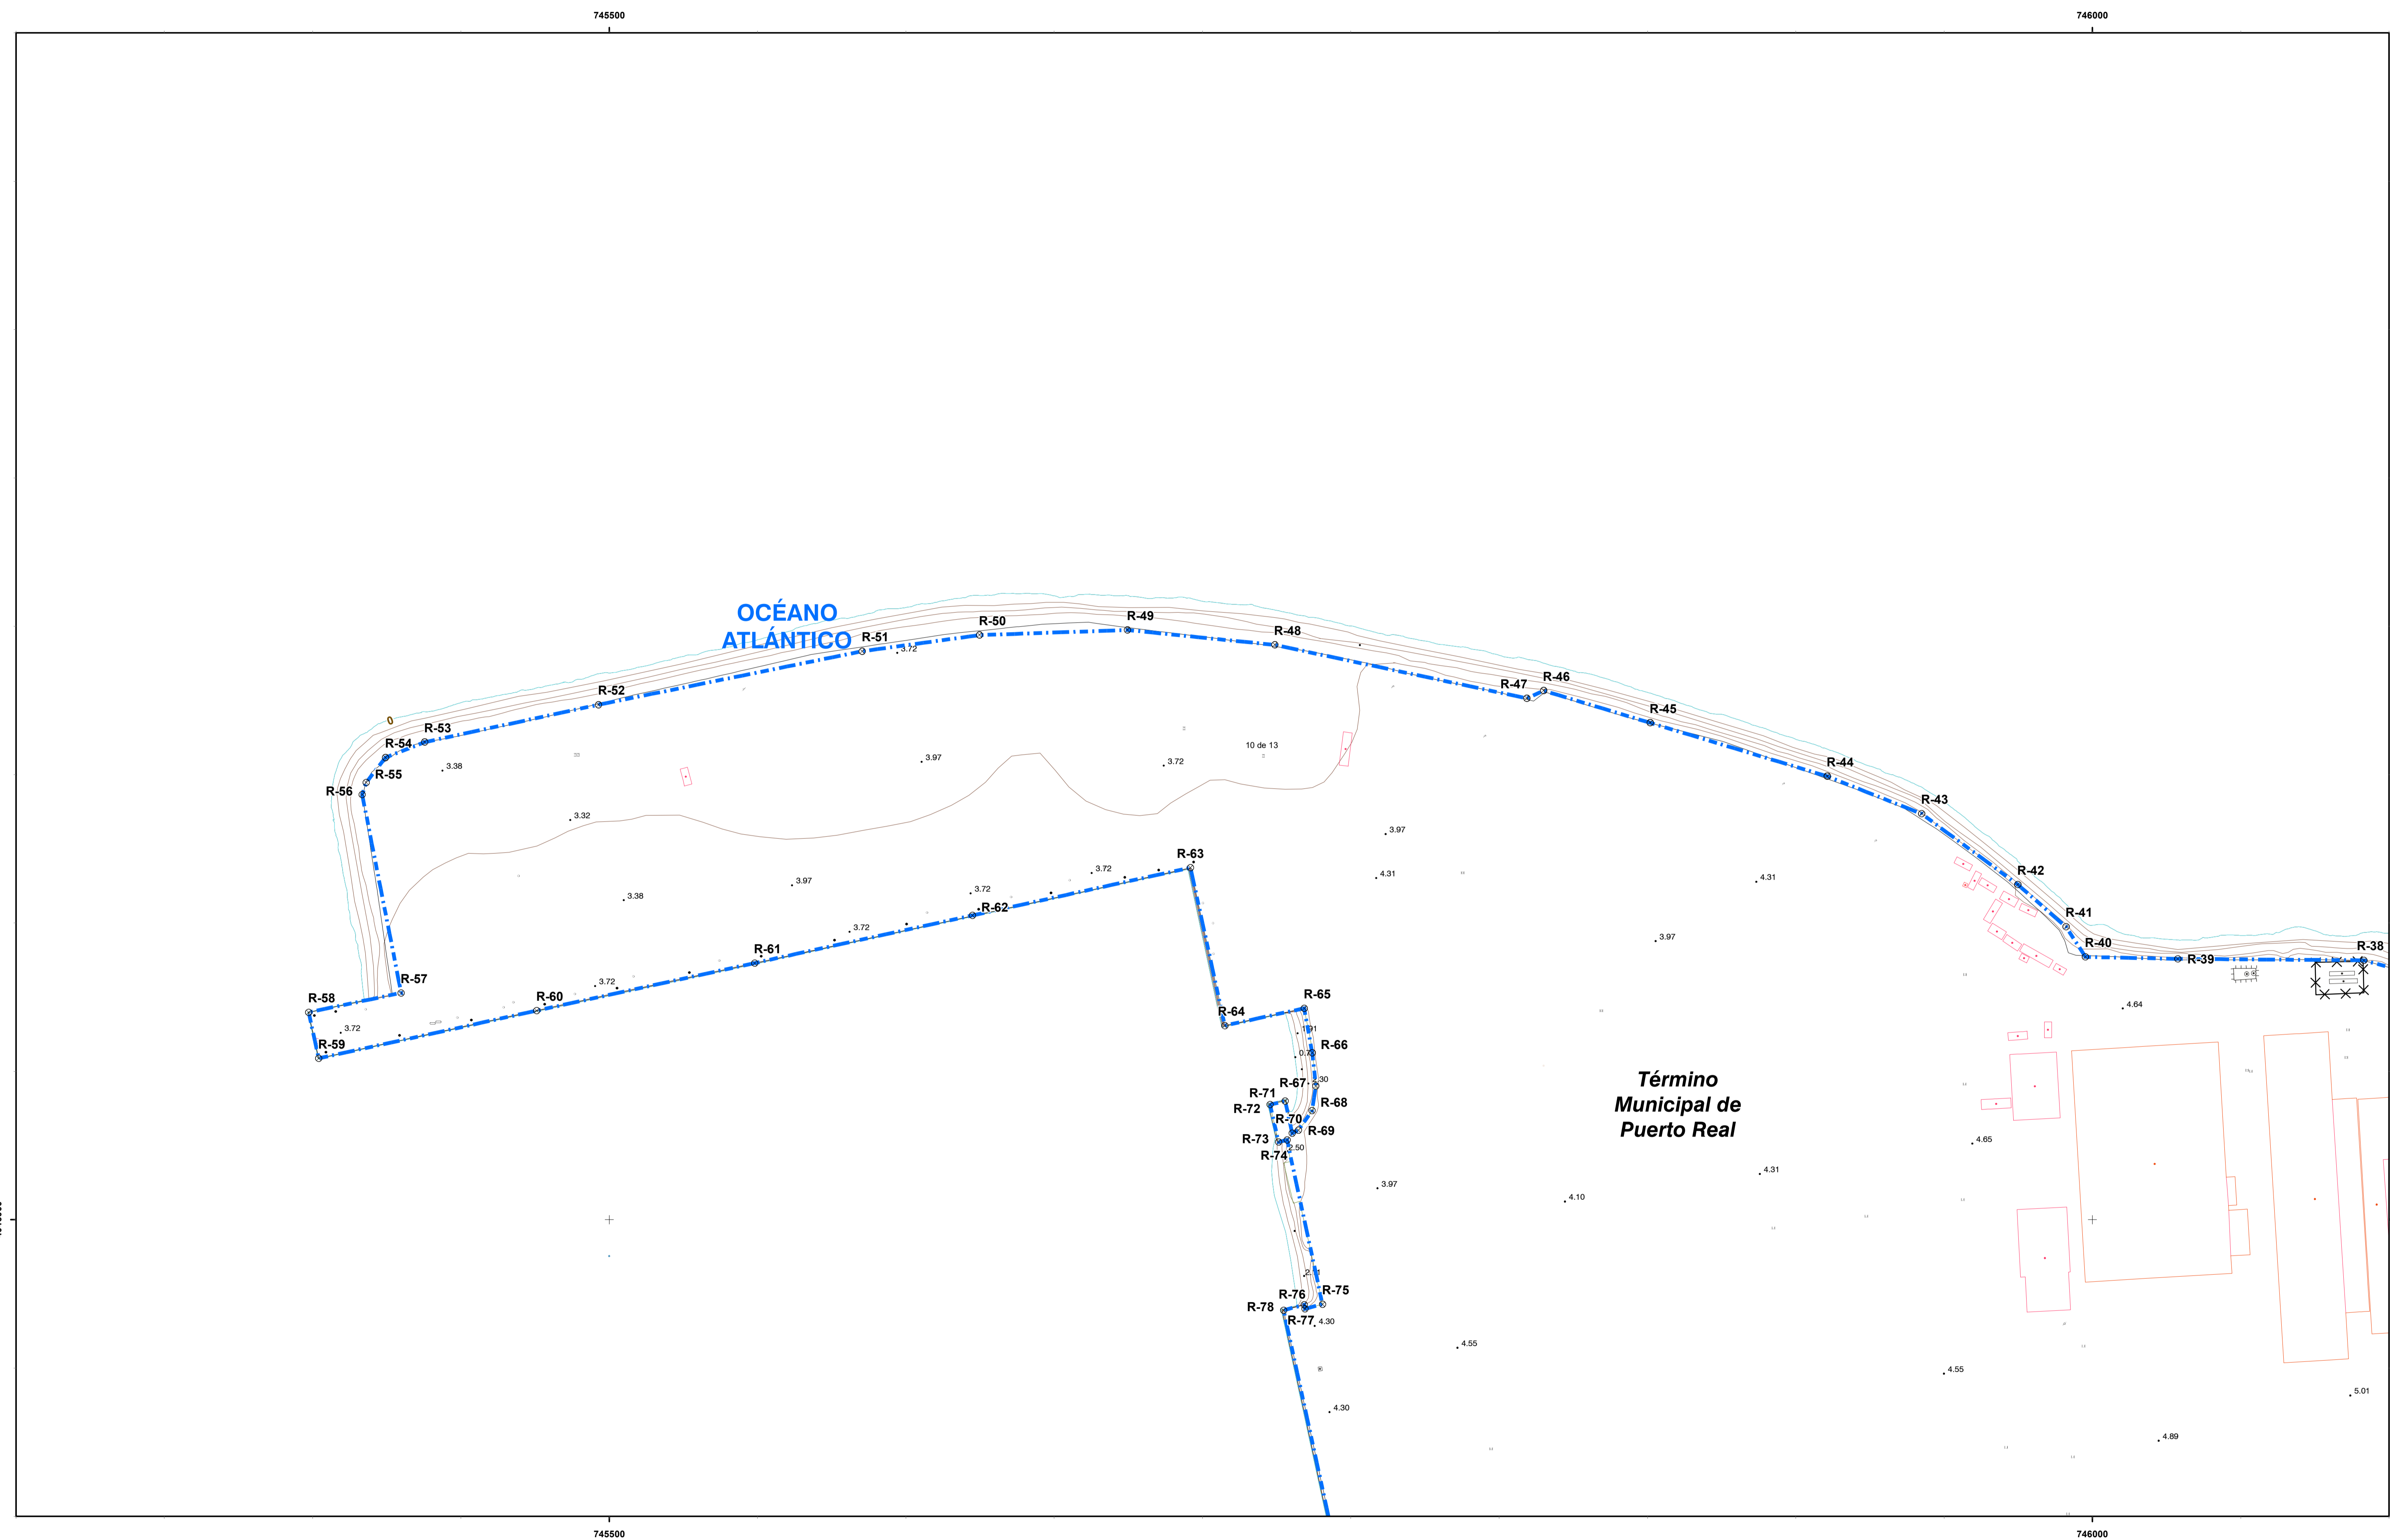 745500
746000
OCÉANO
ATLÁNTICO
R-51
R-50
R-49
R-48
3.72
R-47
R-46
R-52
R-45
0
R-53
R-54
10 de 13
R-44
R-55
3.38
3.97
3.72
R-56
R-43
3.32
3.97
R-63
R-42
3.72
4.31
4.31
3.97
3.38
3.72
R-62
R-41
3.72
3.97
R-40
R-61
R-38
R-39
R-57
3.72
R-58
R-60
R-65
4.64
R-64
3.72
R-59
R-66
Término
Municipal de
Puerto Real
R-67
R-71
R-72
R-68
R-70
R-69
R-73
2.50
R-74
4.65
4.31
3.97
4.10
R-76
R-75
R-78
R-77
4.30
4.55
4.55
5.01
4.30
4.89
745500
746000